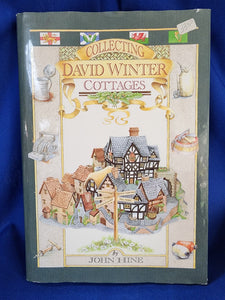 COLLECTING
DAVID WINTER
COTTAGES
by
JOHN HINE